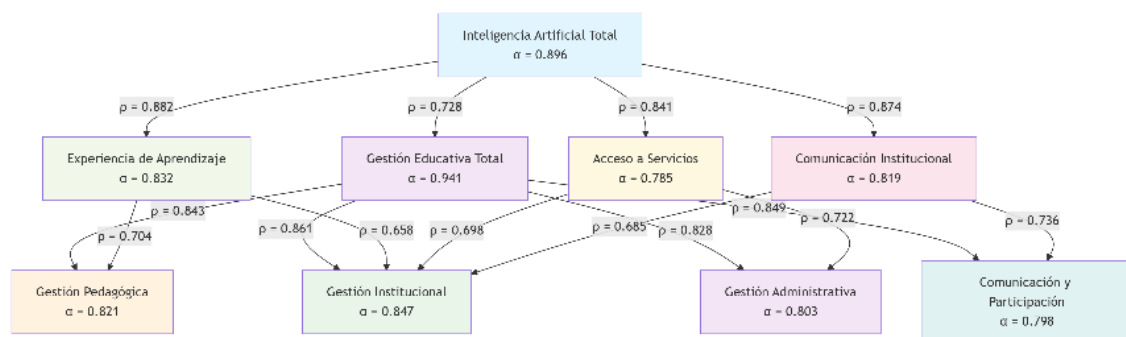 Inteligencia Artificial Total
α = 0.896
ρ = 0.882
ρ = 0.728
ρ = 0.841
ρ = 0.874
Experiencia de Aprendizaje
α = 0.832
Gestión Educativa Total
α = 0.941
Acceso a Servicios
α = 0.785
Comunicación Institucional
α = 0.819
ρ = 0.843
ρ = 0.704
ρ = 0.861
ρ = 0.658
ρ = 0.698
ρ = 0.685
ρ = 0.828
ρ = 0.849
ρ = 0.722
ρ = 0.736
Gestión Pedagógica
α = 0.821
Gestión Institucional
α = 0.847
Gestión Administrativa
α = 0.803
Comunicación y
Participación
α = 0.798